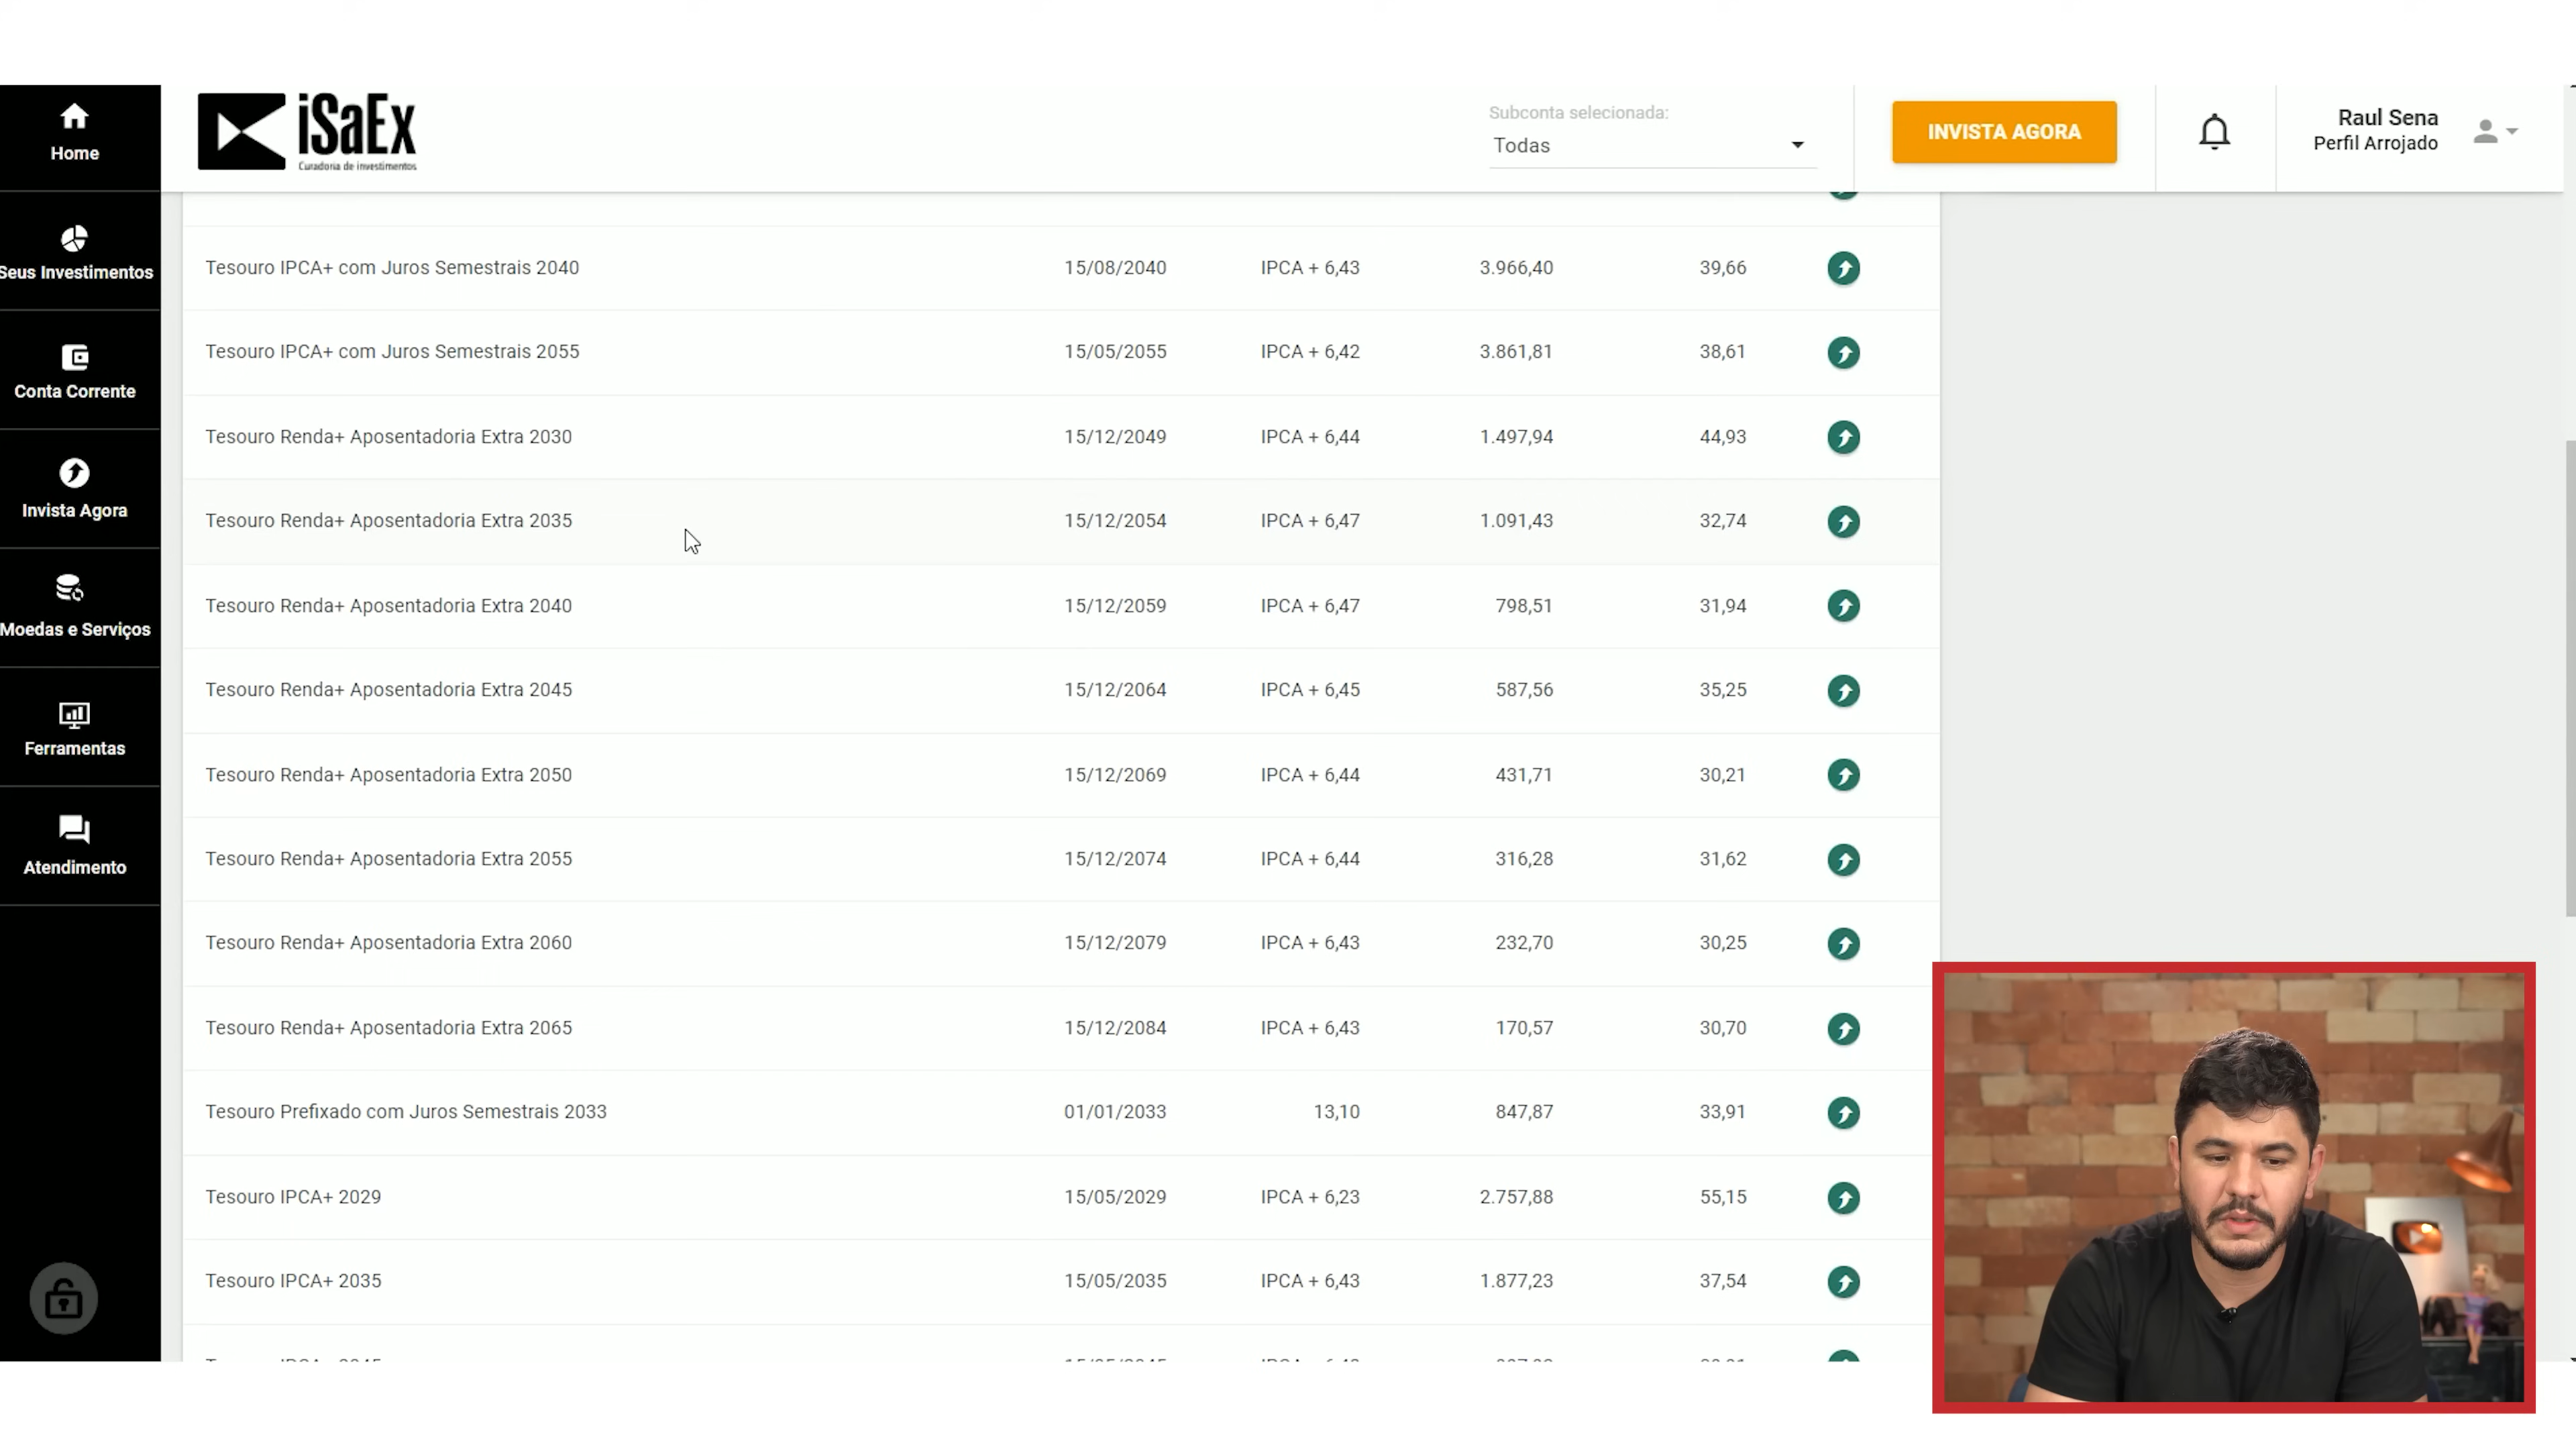 iSaEx
Curadoria de investimentos
Subconta selecionada:
Todas
INVISTA AGORA
Raul Sena
Perfil Arrojado
Home
Seus Investimentos
Conta Corrente
Invista Agora
Moedas e Serviços
Ferramentas
Atendimento
Tesouro IPCA+ com Juros Semestrais 2040 15/08/2040 IPCA + 6,43 3.966,40 39,66
Tesouro IPCA+ com Juros Semestrais 2055 15/05/2055 IPCA + 6,42 3.861,81 38,61
Tesouro Renda+ Aposentadoria Extra 2030 15/12/2049 IPCA + 6,44 1.497,94 44,93
Tesouro Renda+ Aposentadoria Extra 2035 15/12/2054 IPCA + 6,47 1.091,43 32,74
Tesouro Renda+ Aposentadoria Extra 2040 15/12/2059 IPCA + 6,47 798,51 31,94
Tesouro Renda+ Aposentadoria Extra 2045 15/12/2064 IPCA + 6,45 587,56 35,25
Tesouro Renda+ Aposentadoria Extra 2050 15/12/2069 IPCA + 6,44 431,71 30,21
Tesouro Renda+ Aposentadoria Extra 2055 15/12/2074 IPCA + 6,44 316,28 31,62
Tesouro Renda+ Aposentadoria Extra 2060 15/12/2079 IPCA + 6,43 232,70 30,25
Tesouro Renda+ Aposentadoria Extra 2065 15/12/2084 IPCA + 6,43 170,57 30,70
Tesouro Prefixado com Juros Semestrais 2033 01/01/2033 13,10 847,87 33,91
Tesouro IPCA+ 2029 15/05/2029 IPCA + 6,23 2.757,88 55,15
Tesouro IPCA+ 2035 15/05/2035 IPCA + 6,43 1.877,23 37,54